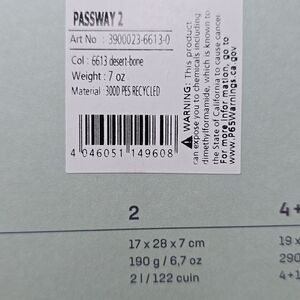 PASSWAY 2
Art No : 3900023-6613-0
Col : 6613 desert-bone
Weight : 7 oz
Material : 300D PES RECYCLED
4 046051 149608
WARNING: This product
can expose you to chemicals including
dimethylformamide, which is known to
the State of California to cause cancer.
For more information, go to
www.P65Warnings.ca.gov
2
4+
17 x 28 x 7 cm
19 x
190 g / 6,7 oz
290
2 l / 122 cuin
4+1